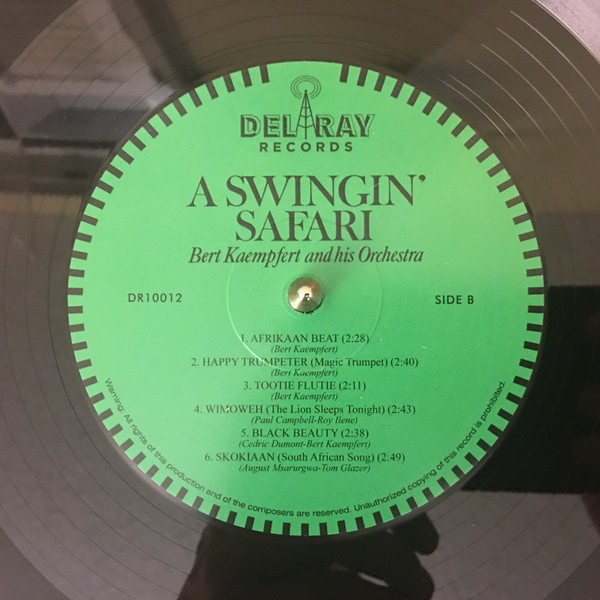 DEL RAY
RECORDS
A SWINGIN'
SAFARI
Bert Kaempfert and his Orchestra
DR10012
SIDE B
1. AFRIKAAN BEAT (2:28)
(Bert Kaempfert)
2. HAPPY TRUMPETER (Magic Trumpet) (2:40)
(Bert Kaempfert)
3. TOOTIE FLUTIE (2:11)
(Bert Kaempfert)
4. WIMOWEH (The Lion Sleeps Tonight) (2:43)
(Paul Campbell-Roy Ilene)
5. BLACK BEAUTY (2:38)
(Cedric Dumont-Bert Kaempfert)
6. SKOKIAAN (South African Song) (2:49)
(August Msarurgwa-Tom Glazer)
Warning: All rights of this production and of the composers are reserved. Unauthorized copying of this record is prohibited.